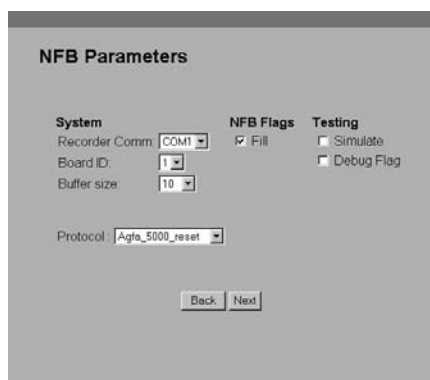 NFB Parameters
System NFB Flags Testing
Recorder Comm: COM1 Fill Simulate
Board ID: 1 Debug Flag
Buffer size: 10
Protocol : Agfa_5000_reset
Back Next